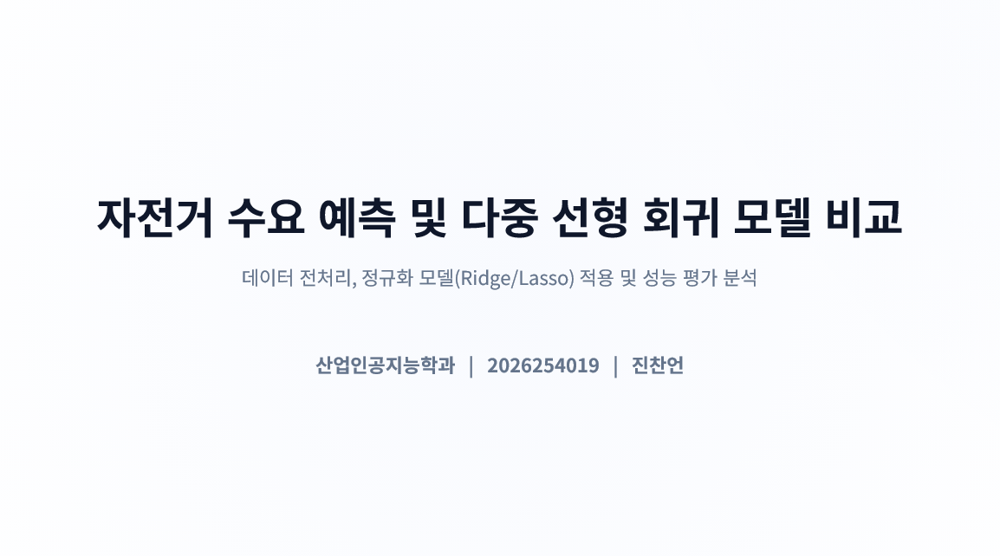 자전거 수요 예측 및 다중 선형 회귀 모델 비교
데이터 전처리, 정규화 모델(Ridge/Lasso) 적용 및 성능 평가 분석
산업인공지능학과 | 2026254019 | 진찬언